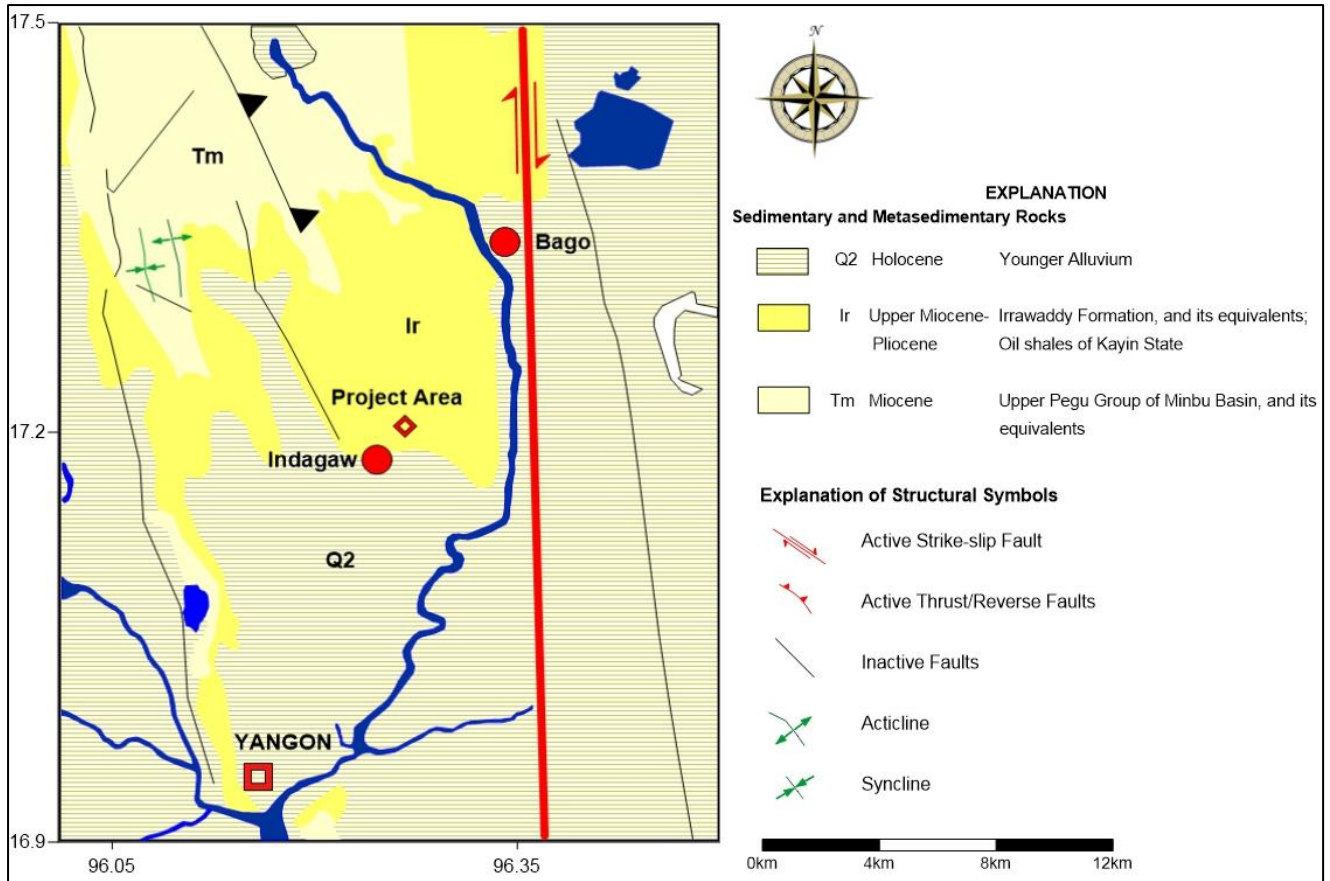 17.5
17.2
16.9
96.05
96.35
Tm
Bago
Ir
Project Area
Indagaw
Q2
YANGON
N
EXPLANATION
Sedimentary and Metasedimentary Rocks
Q2 Holocene Younger Alluvium
Ir Upper Miocene- Irrawaddy Formation, and its equivalents;
Pliocene Oil shales of Kayin State
Tm Miocene Upper Pegu Group of Minbu Basin, and its
equivalents
Explanation of Structural Symbols
Active Strike-slip Fault
Active Thrust/Reverse Faults
Inactive Faults
Acticline
Syncline
0km 4km 8km 12km